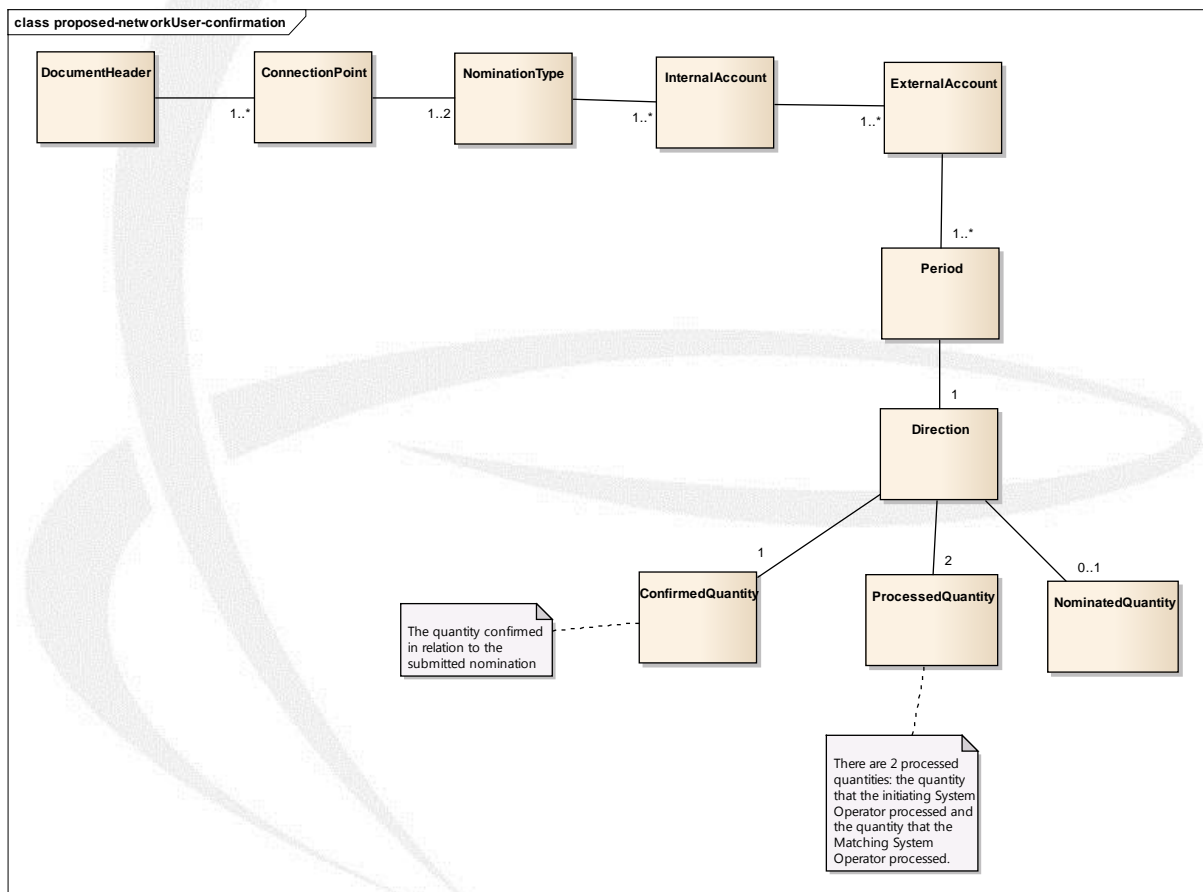 class proposed-networkUser-confirmation
DocumentHeader
ConnectionPoint
NominationType
InternalAccount
ExternalAccount
1..*
1..2
1..*
1..*
1..*
Period
1
Direction
1
2
0..1
ConfirmedQuantity
ProcessedQuantity
NominatedQuantity
The quantity confirmed
in relation to the
submitted nomination
There are 2 processed
quantities: the quantity
that the initiating System
Operator processed and
the quantity that the
Matching System
Operator processed.